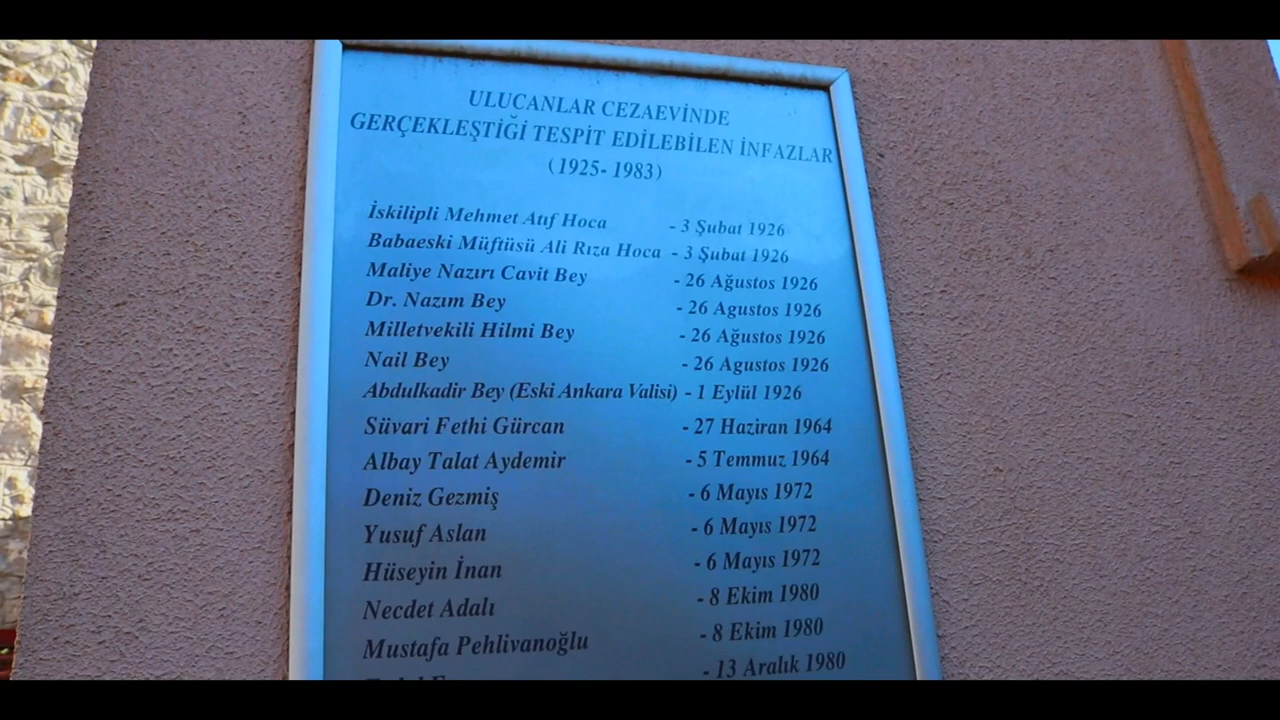 ULUCANLAR CEZAEVİNDE
GERÇEKLEŞTİĞİ TESPİT EDİLEBİLEN İNFAZLAR
(1925- 1983)
İskilipli Mehmet Atıf Hoca - 3 Şubat 1926
Babaeski Müftüsü Ali Rıza Hoca - 3 Şubat 1926
Maliye Nazırı Cavit Bey - 26 Ağustos 1926
Dr. Nazım Bey - 26 Agustos 1926
Milletvekili Hilmi Bey - 26 Ağustos 1926
Nail Bey - 26 Agustos 1926
Abdulkadir Bey (Eski Ankara Valisi) - 1 Eylül 1926
Süvari Fethi Gürcan - 27 Haziran 1964
Albay Talat Aydemir - 5 Temmuz 1964
Deniz Gezmiş - 6 Mayıs 1972
Yusuf Aslan - 6 Mayıs 1972
Hüseyin İnan - 6 Mayıs 1972
Necdet Adalı - 8 Ekim 1980
Mustafa Pehlivanoğlu - 8 Ekim 1980
- 13 Aralık 1980